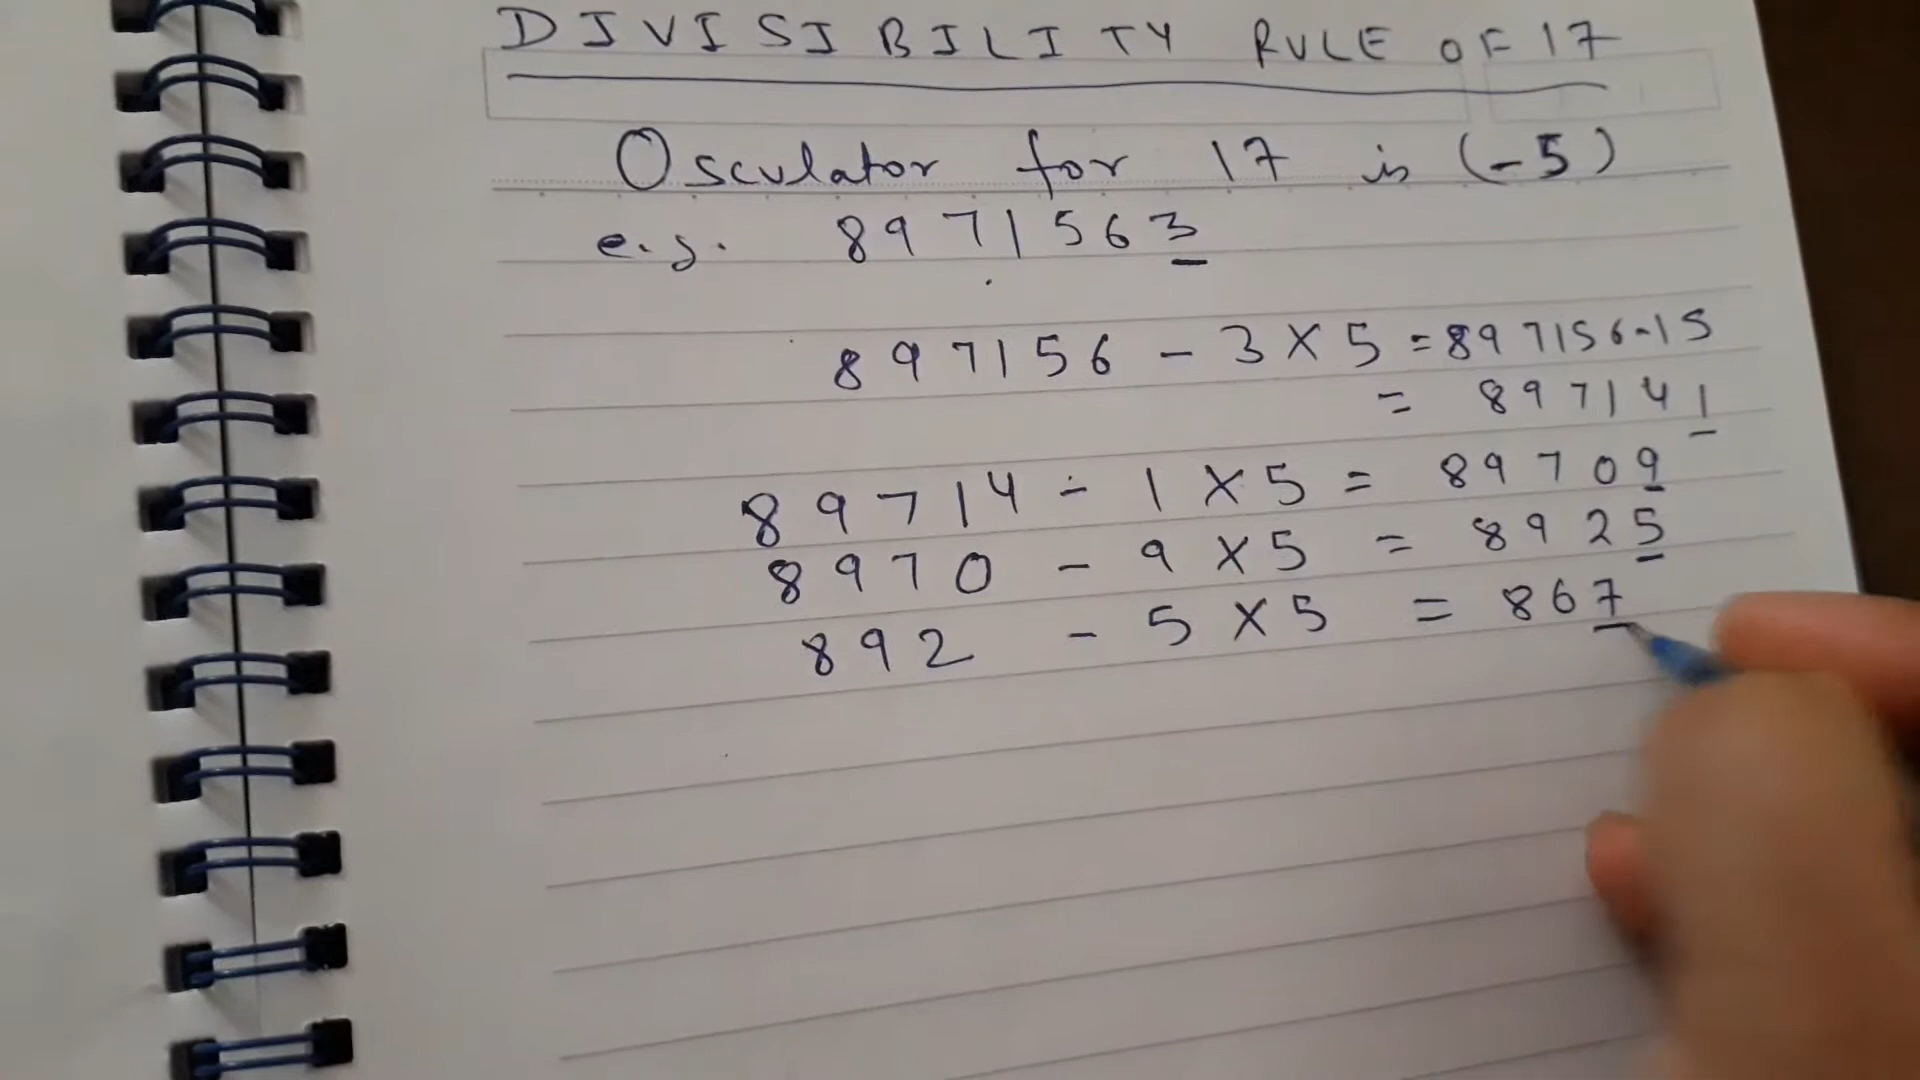 DIVISIBILITY RULE OF 17
Osculator for 17 is (-5)
e.g. 8971563
897156 - 3 X 5 = 897156-15
= 897141
89714 - 1 X 5 = 89709
8970 - 9 X 5 = 8925
892 - 5 X 5 = 867